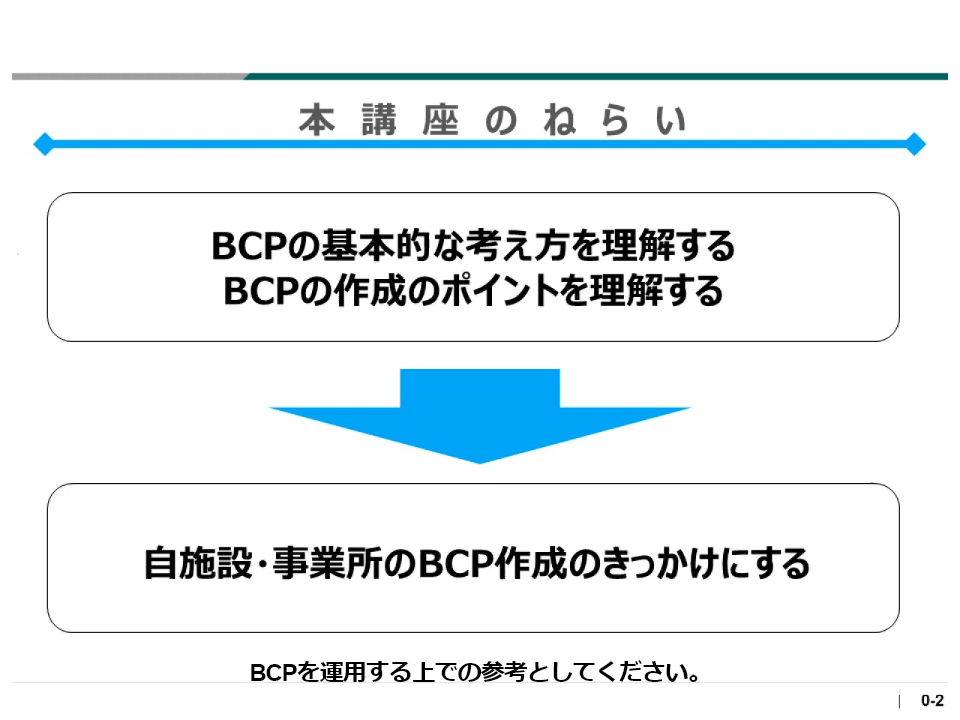 本講座のねらい
BCPの基本的な考え方を理解する
BCPの作成のポイントを理解する
自施設・事業所のBCP作成のきっかけにする
BCPを運用する上での参考としてください。
0-2